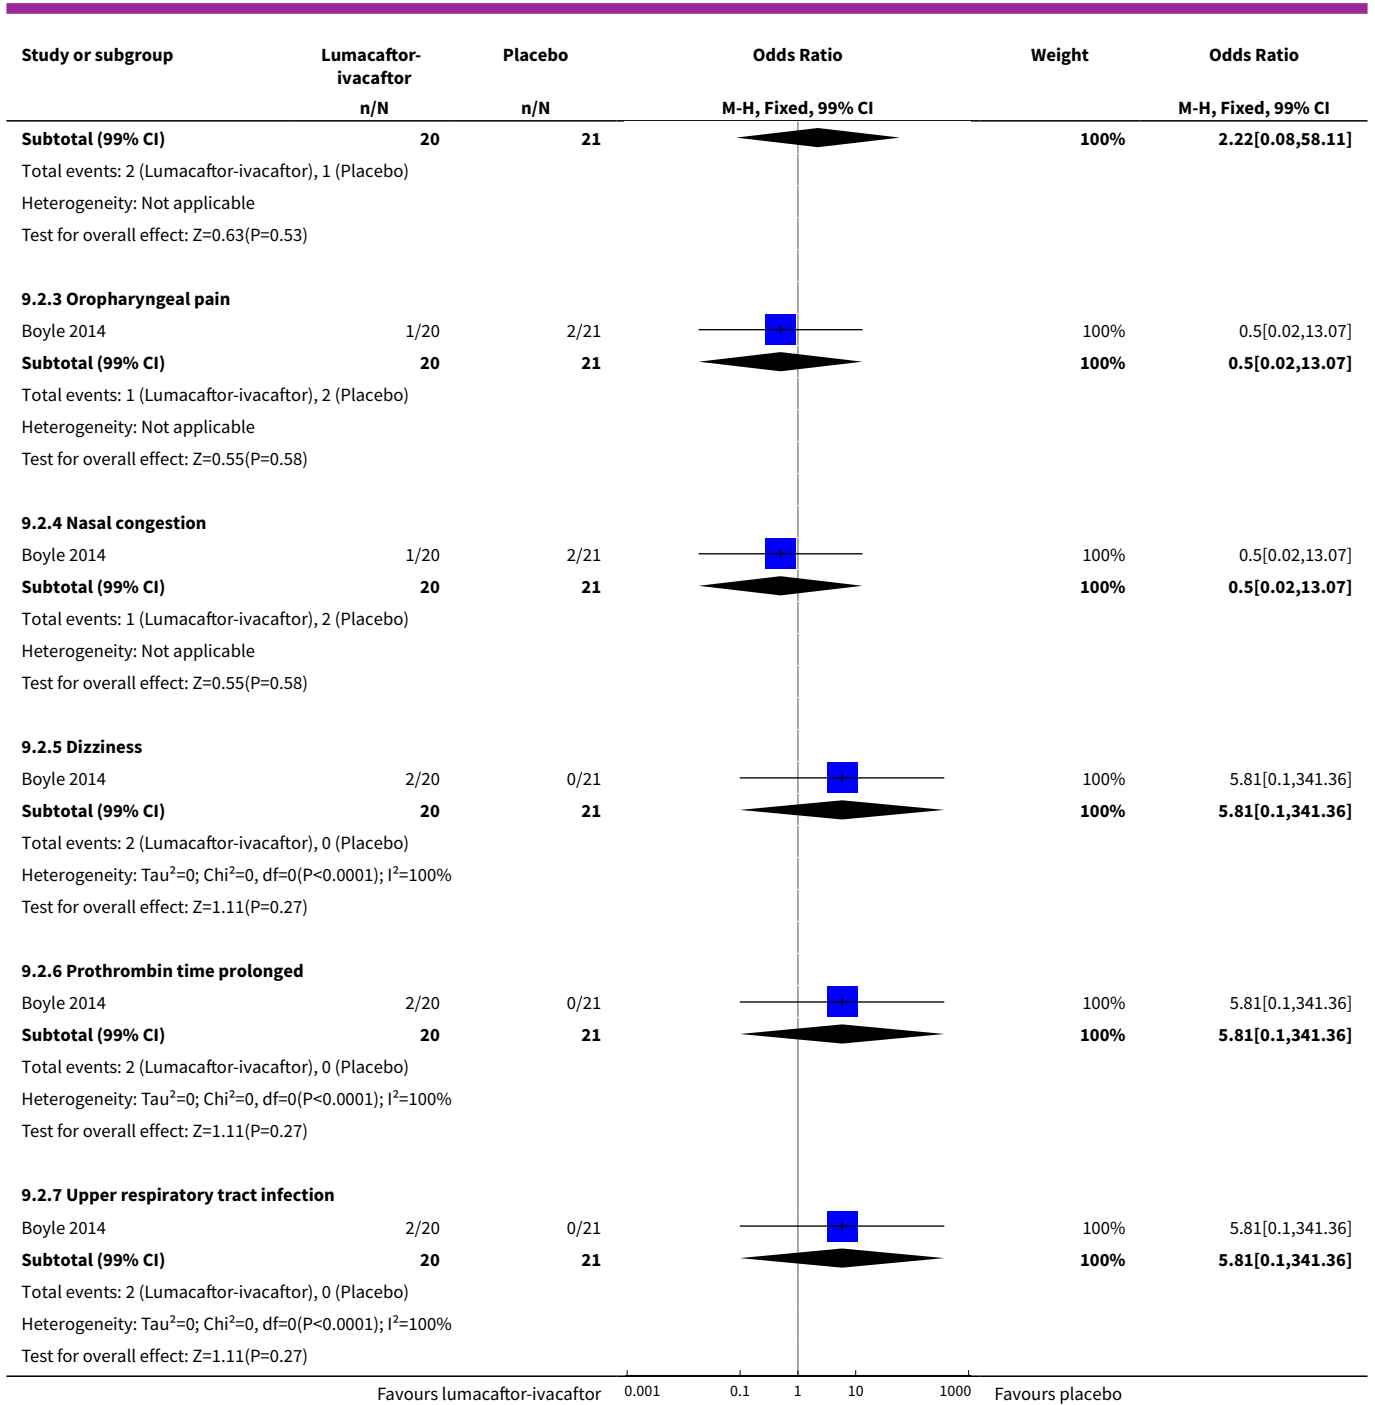 Study or subgroup Lumacaftor-ivacaftor Placebo Odds Ratio Weight Odds Ratio
n/N n/N M-H, Fixed, 99% CI M-H, Fixed, 99% CI
Subtotal (99% CI) 20 21 100% 2.22[0.08,58.11]
Total events: 2 (Lumacaftor-ivacaftor), 1 (Placebo)
Heterogeneity: Not applicable
Test for overall effect: Z=0.63(P=0.53)
9.2.3 Oropharyngeal pain
Boyle 2014 1/20 2/21 100% 0.5[0.02,13.07]
Subtotal (99% CI) 20 21 100% 0.5[0.02,13.07]
Total events: 1 (Lumacaftor-ivacaftor), 2 (Placebo)
Heterogeneity: Not applicable
Test for overall effect: Z=0.55(P=0.58)
9.2.4 Nasal congestion
Boyle 2014 1/20 2/21 100% 0.5[0.02,13.07]
Subtotal (99% CI) 20 21 100% 0.5[0.02,13.07]
Total events: 1 (Lumacaftor-ivacaftor), 2 (Placebo)
Heterogeneity: Not applicable
Test for overall effect: Z=0.55(P=0.58)
9.2.5 Dizziness
Boyle 2014 2/20 0/21 100% 5.81[0.1,341.36]
Subtotal (99% CI) 20 21 100% 5.81[0.1,341.36]
Total events: 2 (Lumacaftor-ivacaftor), 0 (Placebo)
Heterogeneity: Tau²=0; Chi²=0, df=0(P<0.0001); I²=100%
Test for overall effect: Z=1.11(P=0.27)
9.2.6 Prothrombin time prolonged
Boyle 2014 2/20 0/21 100% 5.81[0.1,341.36]
Subtotal (99% CI) 20 21 100% 5.81[0.1,341.36]
Total events: 2 (Lumacaftor-ivacaftor), 0 (Placebo)
Heterogeneity: Tau²=0; Chi²=0, df=0(P<0.0001); I²=100%
Test for overall effect: Z=1.11(P=0.27)
9.2.7 Upper respiratory tract infection
Boyle 2014 2/20 0/21 100% 5.81[0.1,341.36]
Subtotal (99% CI) 20 21 100% 5.81[0.1,341.36]
Total events: 2 (Lumacaftor-ivacaftor), 0 (Placebo)
Heterogeneity: Tau²=0; Chi²=0, df=0(P<0.0001); I²=100%
Test for overall effect: Z=1.11(P=0.27)
Favours lumacaftor-ivacaftor 0.001 0.1 1 10 1000 Favours placebo